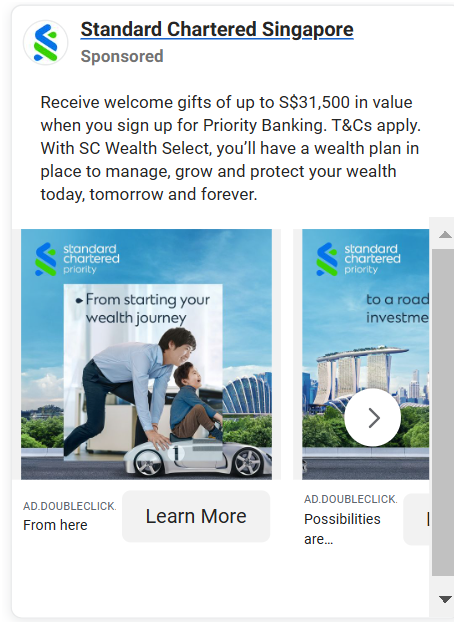 Standard Chartered Singapore
Sponsored
Receive welcome gifts of up to S$31,500 in value
when you sign up for Priority Banking. T&Cs apply.
With SC Wealth Select, you’ll have a wealth plan in
place to manage, grow and protect your wealth
today, tomorrow and forever.
standard
chartered
priority
From starting your
wealth journey
1
AD.DOUBLECLICK.
From here
Learn More
standard
chartered
priority
to a road
investme
AD.DOUBLECLICK.
Possibilities
are…